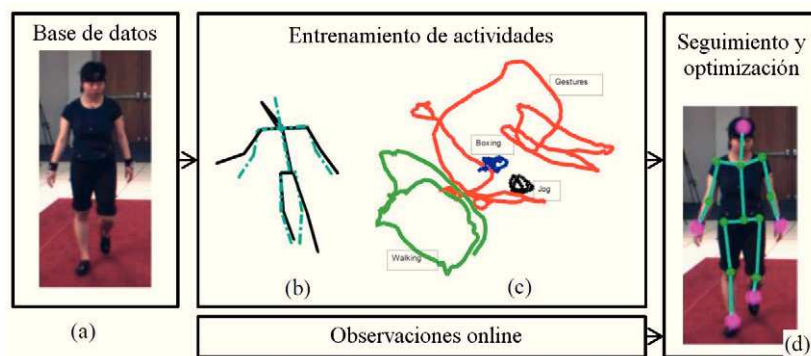 Base de datos
Entrenamiento de actividades
Seguimiento y
optimización
Gestures
Boxing
Jog
Walking
(a)
(b)
(c)
(d)
Observaciones online